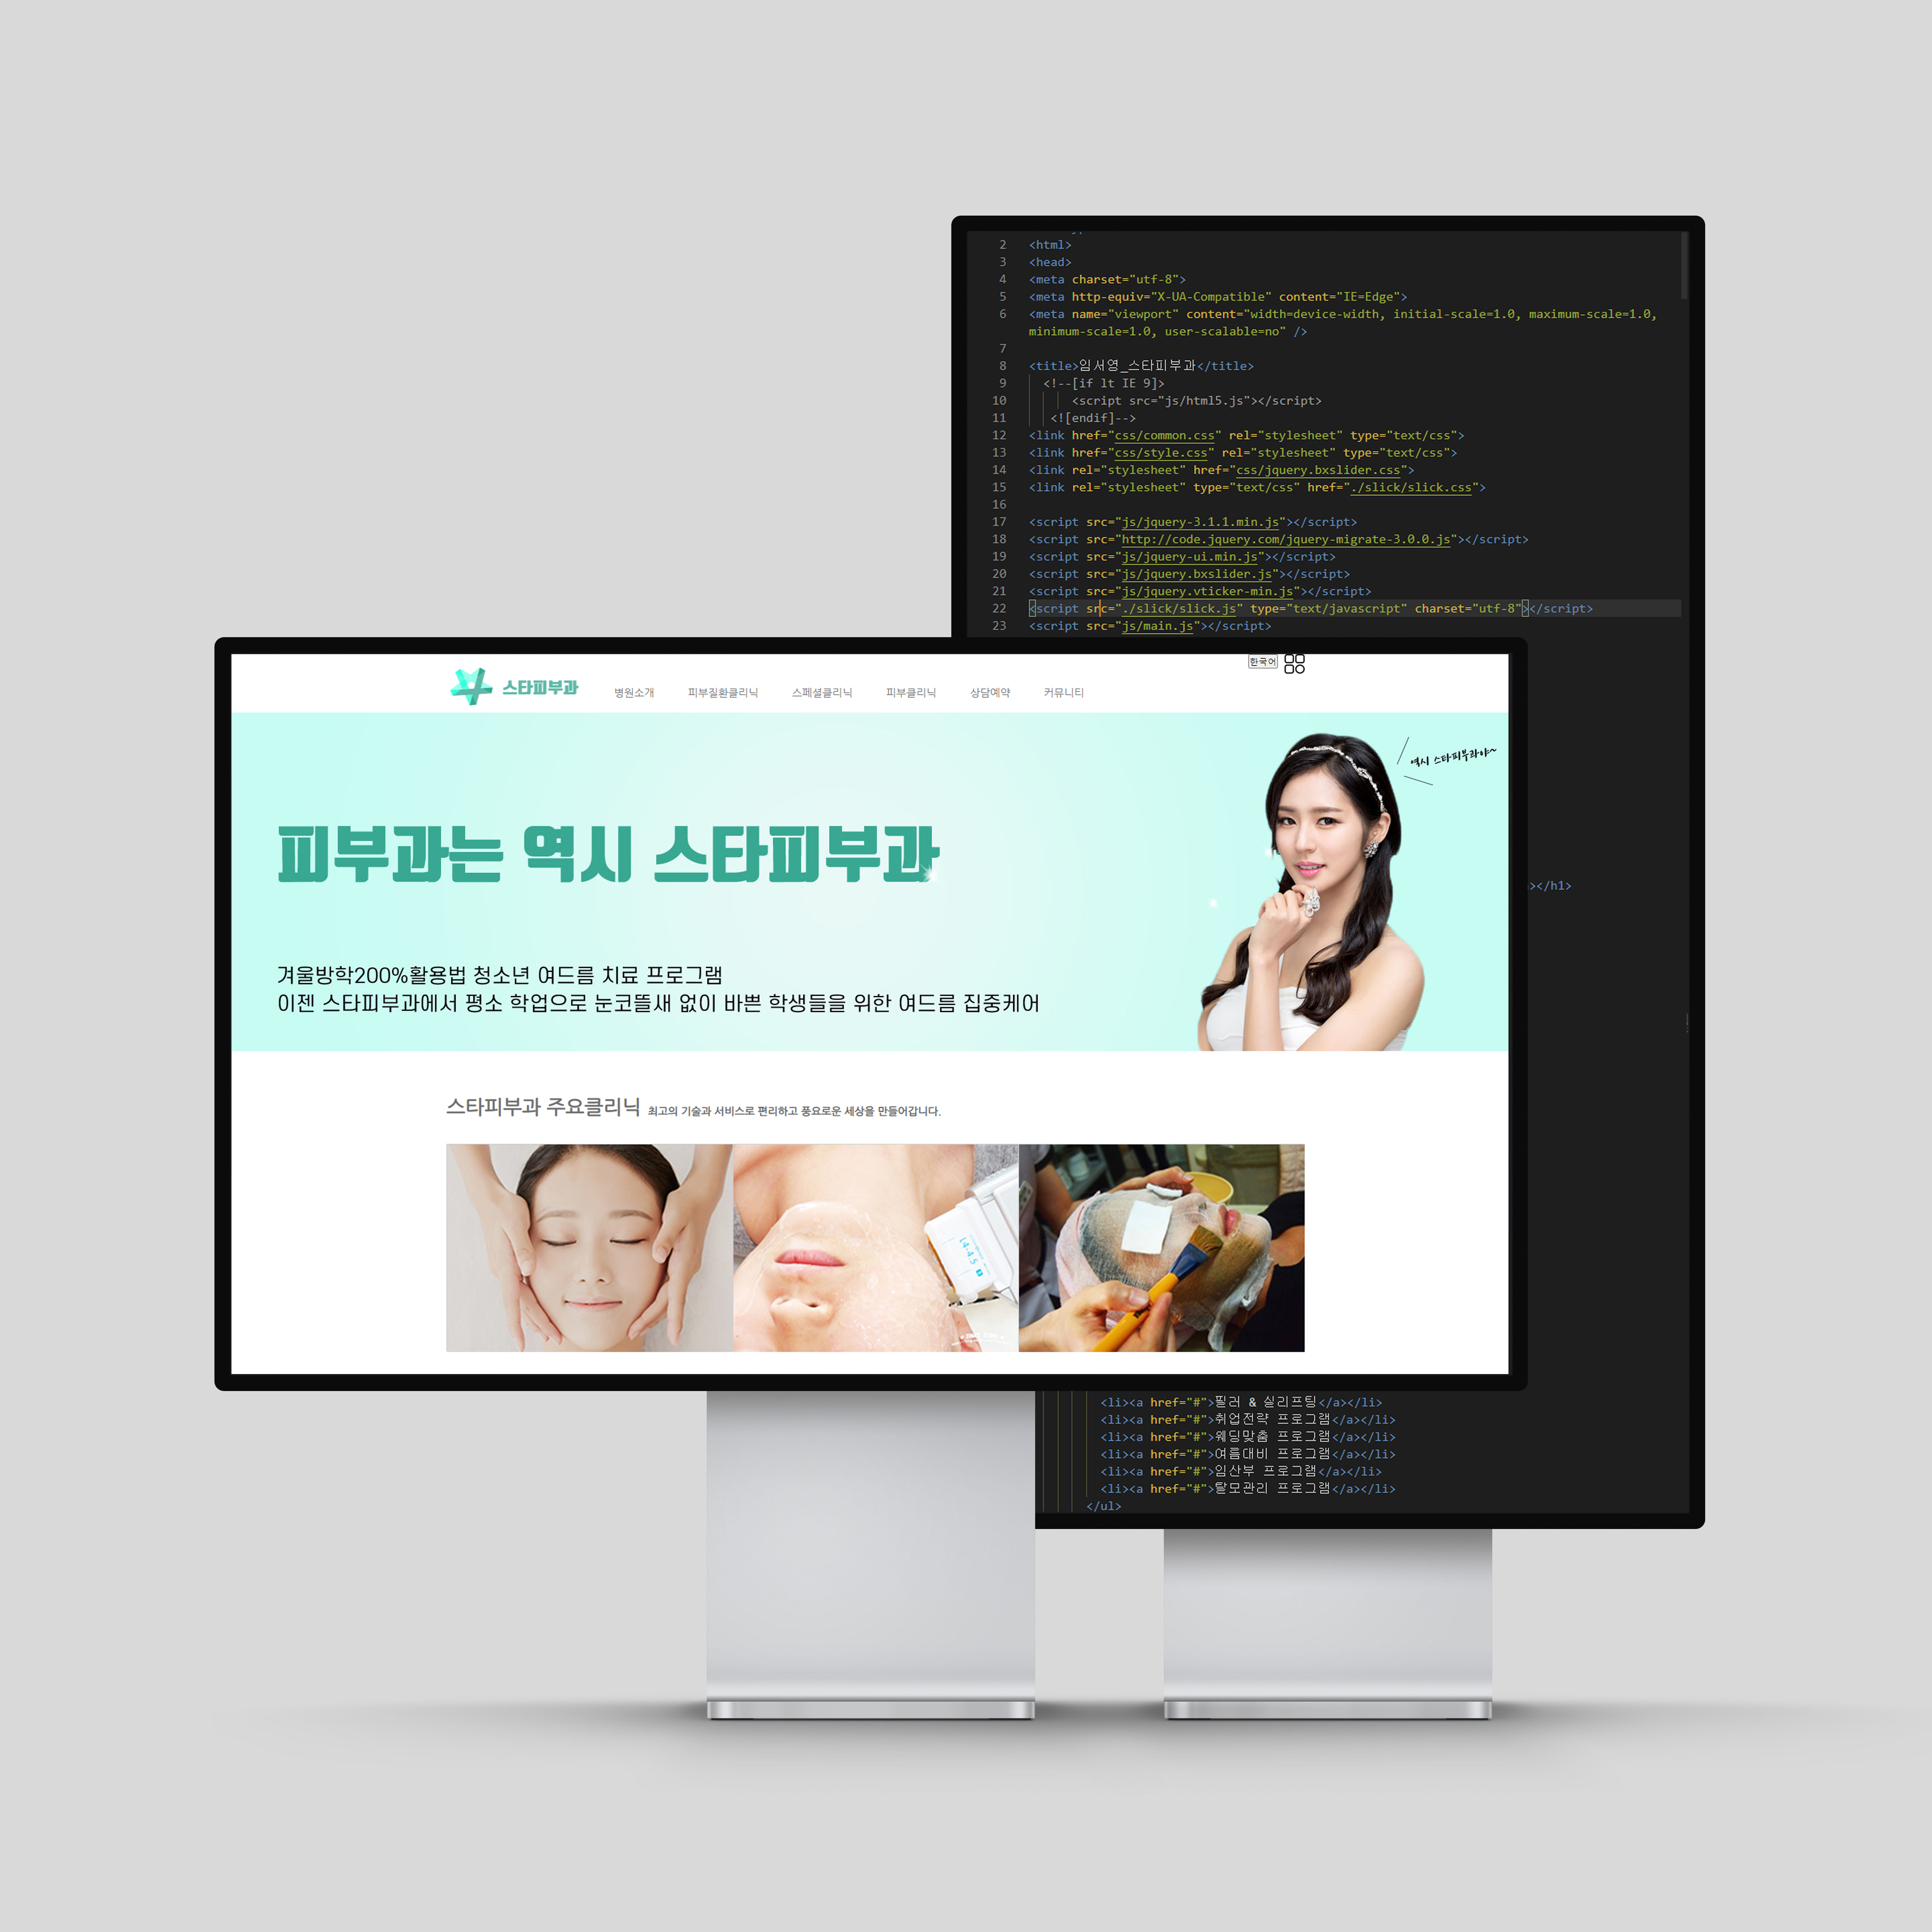 2 <html>
3 <head>
4 <meta charset="utf-8">
5 <meta http-equiv="X-UA-Compatible" content="IE=Edge">
6 <meta name="viewport" content="width=device-width, initial-scale=1.0, maximum-scale=1.0,
minimum-scale=1.0, user-scalable=no" />
7
8 <title>임서영_스타피부과</title>
9 <!--[if lt IE 9]>
10 <script src="js/html5.js"></script>
11 <![endif]-->
12 <link href="css/common.css" rel="stylesheet" type="text/css">
13 <link href="css/style.css" rel="stylesheet" type="text/css">
14 <link rel="stylesheet" href="css/jquery.bxslider.css">
15 <link rel="stylesheet" type="text/css" href="./slick/slick.css">
16
17 <script src="js/jquery-3.1.1.min.js"></script>
18 <script src="http://code.jquery.com/jquery-migrate-3.0.0.js"></script>
19 <script src="js/jquery-ui.min.js"></script>
20 <script src="js/jquery.bxslider.js"></script>
21 <script src="js/jquery.vticker-min.js"></script>
22 <script src="./slick/slick.js" type="text/javascript" charset="utf-8"></script>
23 <script src="js/main.js"></script>
한국어
스타피부과 병원소개 피부질환클리닉 스페셜클리닉 피부클리닉 상담예약 커뮤니티
역시 스타피부과야~
피부과는 역시 스타피부과
></h1>
겨울방학200%활용법 청소년 여드름 치료 프로그램
이젠 스타피부과에서 평소 학업으로 눈코뜰새 없이 바쁜 학생들을 위한 여드름 집중케어
스타피부과 주요클리닉 최고의 기술과 서비스로 편리하고 풍요로운 세상을 만들어갑니다.
<li><a href="#">필러 & 실리프팅</a></li>
<li><a href="#">취업전략 프로그램</a></li>
<li><a href="#">웨딩맞춤 프로그램</a></li>
<li><a href="#">여름대비 프로그램</a></li>
<li><a href="#">임산부 프로그램</a></li>
<li><a href="#">탈모관리 프로그램</a></li>
</ul>